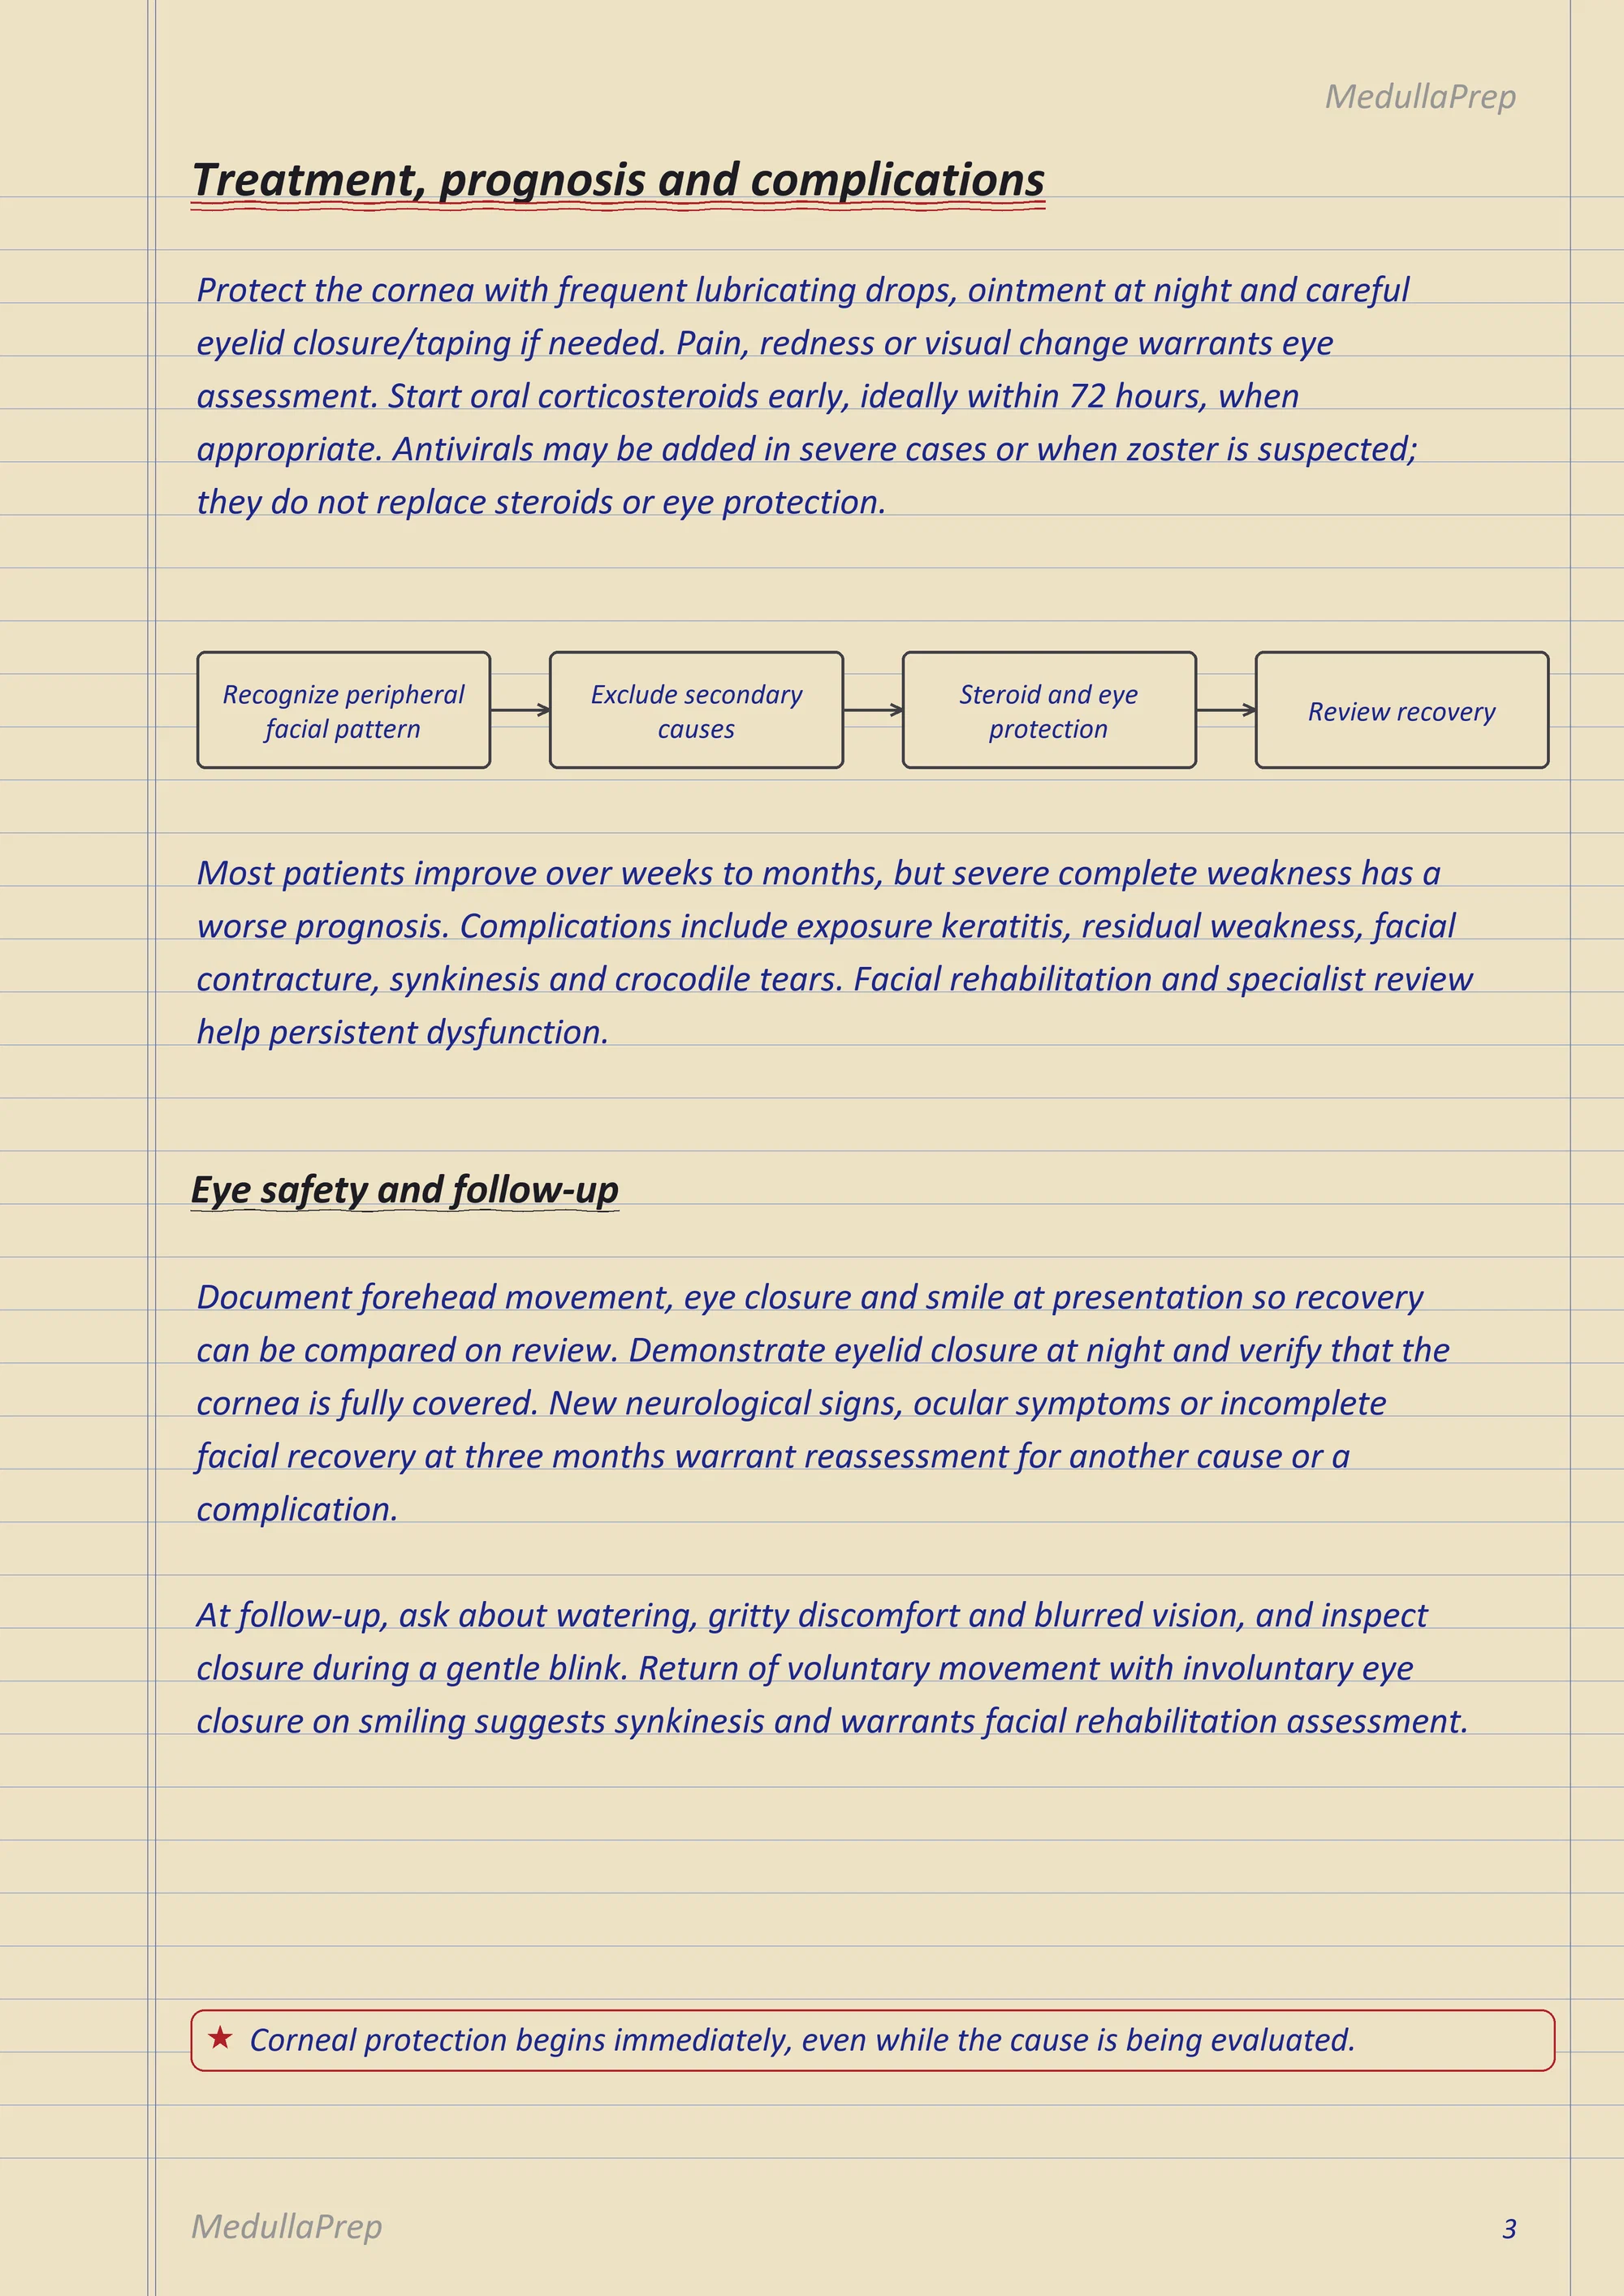 MedullaPrep
Treatment, prognosis and complications
Protect the cornea with frequent lubricating drops, ointment at night and careful
eyelid closure/taping if needed. Pain, redness or visual change warrants eye
assessment. Start oral corticosteroids early, ideally within 72 hours, when
appropriate. Antivirals may be added in severe cases or when zoster is suspected;
they do not replace steroids or eye protection.
Recognize peripheral
facial pattern
Exclude secondary
causes
Steroid and eye
protection
Review recovery
Most patients improve over weeks to months, but severe complete weakness has a
worse prognosis. Complications include exposure keratitis, residual weakness, facial
contracture, synkinesis and crocodile tears. Facial rehabilitation and specialist review
help persistent dysfunction.
Eye safety and follow-up
Document forehead movement, eye closure and smile at presentation so recovery
can be compared on review. Demonstrate eyelid closure at night and verify that the
cornea is fully covered. New neurological signs, ocular symptoms or incomplete
facial recovery at three months warrant reassessment for another cause or a
complication.
At follow-up, ask about watering, gritty discomfort and blurred vision, and inspect
closure during a gentle blink. Return of voluntary movement with involuntary eye
closure on smiling suggests synkinesis and warrants facial rehabilitation assessment.
★ Corneal protection begins immediately, even while the cause is being evaluated.
MedullaPrep
3